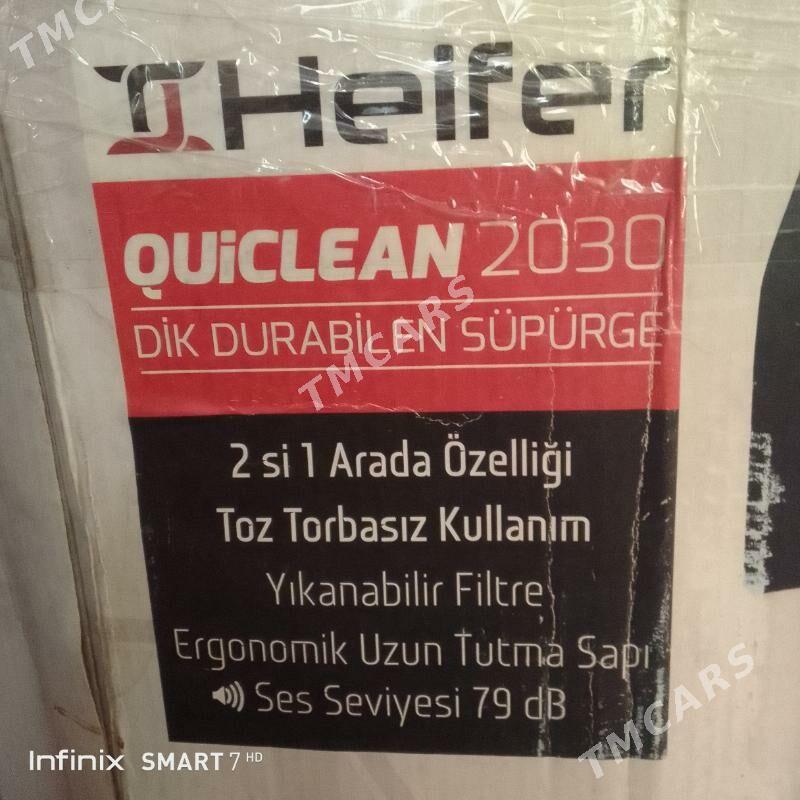 TMCARS
Heifer
QUiCLEAN 2030
DİK DURABİLEN SÜPÜRGE
TMCARS
2 si 1 Arada Özelliği
Toz Torbasız Kullanım
Yıkanabilir Filtre
Ergonomik Uzun Tutma Sapı
Ses Seviyesi 79 dB
TMCARS
Infinix SMART 7 HD